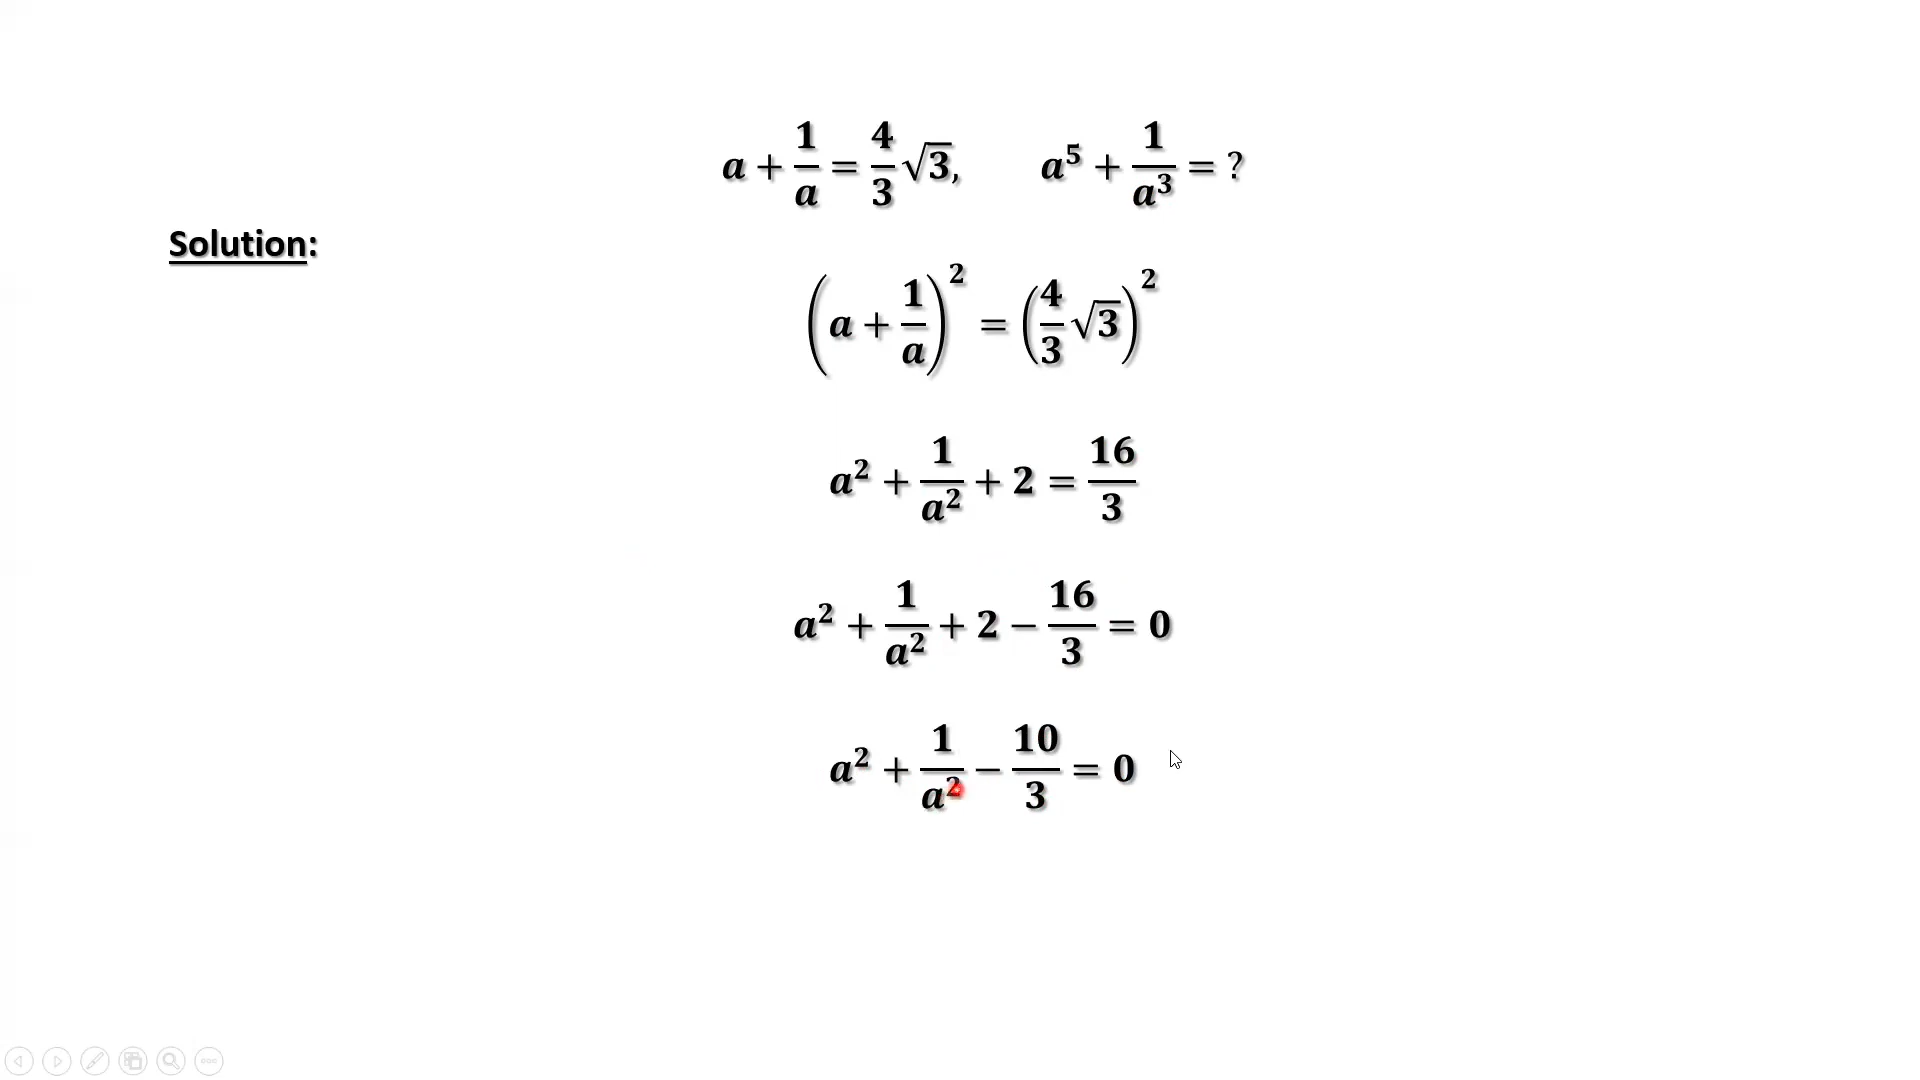 a + 1/a = 4/3 √3,    a⁵ + 1/a³ = ?
Solution:
(a + 1/a)² = (4/3 √3)²
a² + 1/a² + 2 = 16/3
a² + 1/a² + 2 − 16/3 = 0
a² + 1/a² − 10/3 = 0